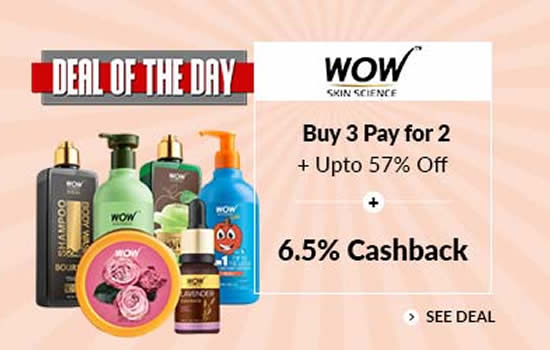 DEAL OF THE DAY
WOW™
SKIN SCIENCE
Buy 3 Pay for 2
+ Upto 57% Off
+
6.5% Cashback
SEE DEAL
WOW
SHAMPOO
WOW
WOW
WOW
WOW
WOW
LAVENDER